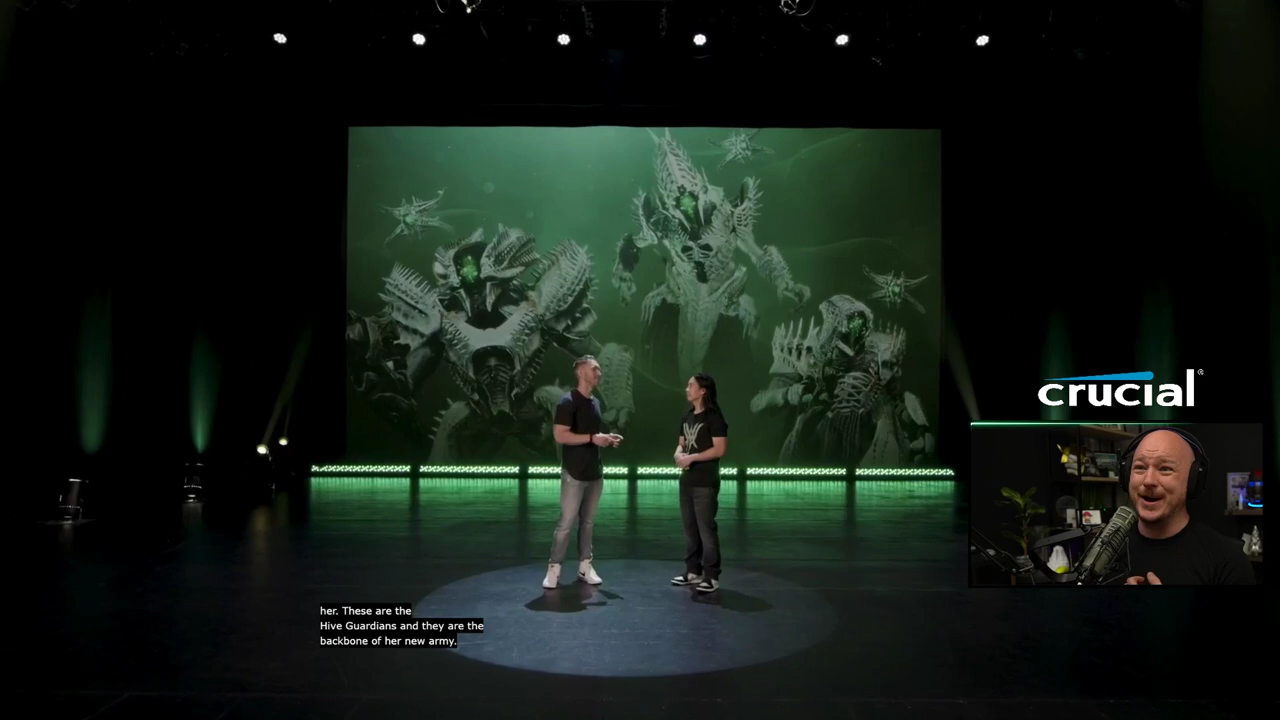 crucial®
her. These are the
Hive Guardians and they are the
backbone of her new army.